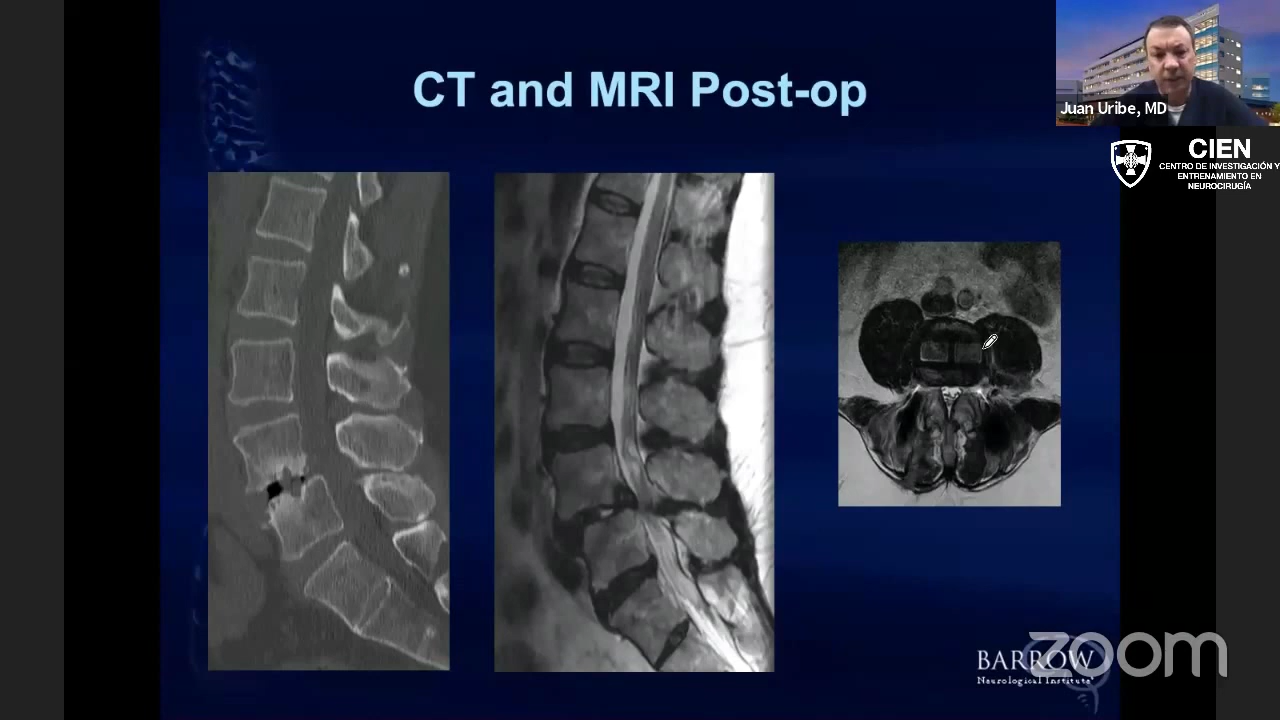 CT and MRI Post-op
Juan Uribe, MD
CIEN
CENTRO DE INVESTIGACIÓN Y
ENTRENAMIENTO EN
NEUROCIRUGÍA
BARROW
Neurological Institute
zoom